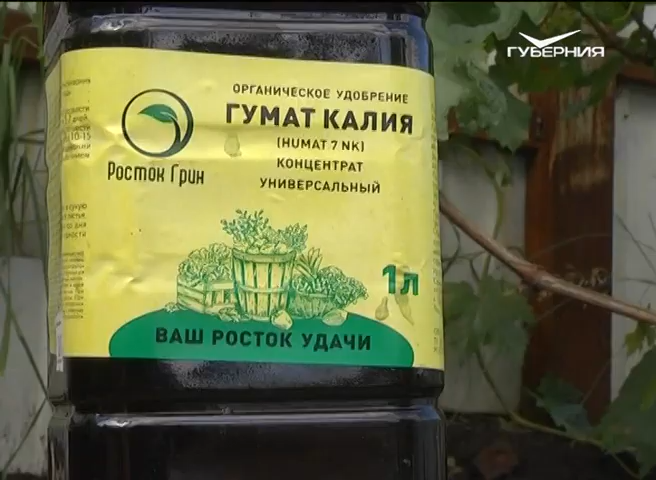 ГУБЕРНИЯ
ОРГАНИЧЕСКОЕ УДОБРЕНИЕ
ГУМАТ КАЛИЯ
(HUMAT 7 NK)
КОНЦЕНТРАТ
УНИВЕРСАЛЬНЫЙ
Росток Грин
1л
ВАШ РОСТОК УДАЧИ